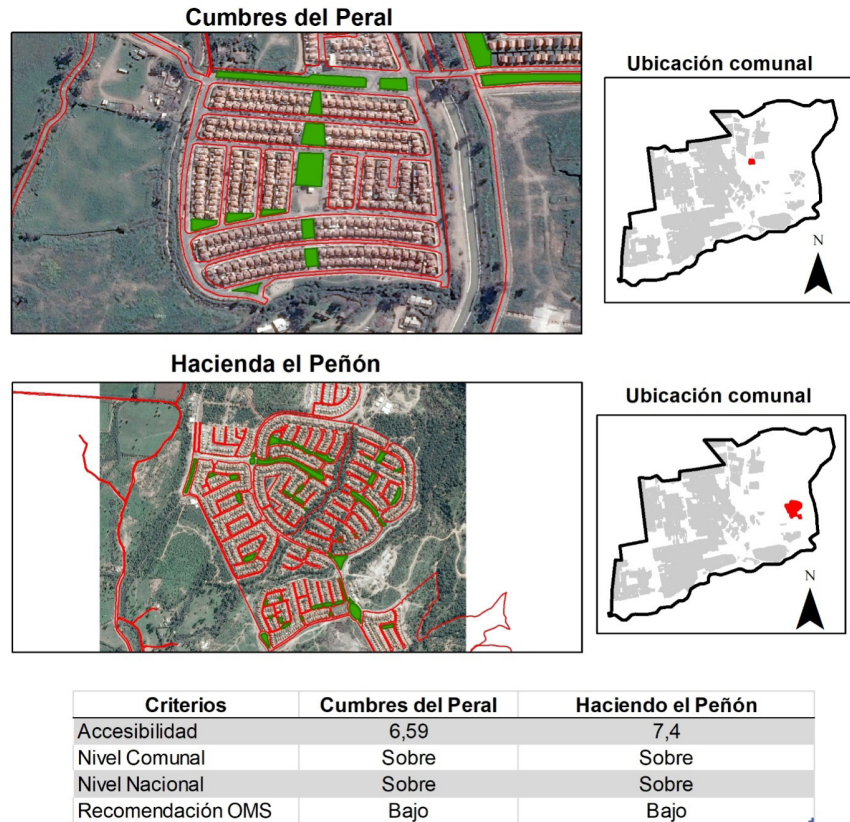 Cumbres del Peral
Ubicación comunal
N
Hacienda el Peñón
Ubicación comunal
N
Criterios Cumbres del Peral Haciendo el Peñón
Accesibilidad 6,59 7,4
Nivel Comunal Sobre Sobre
Nivel Nacional Sobre Sobre
Recomendación OMS Bajo Bajo